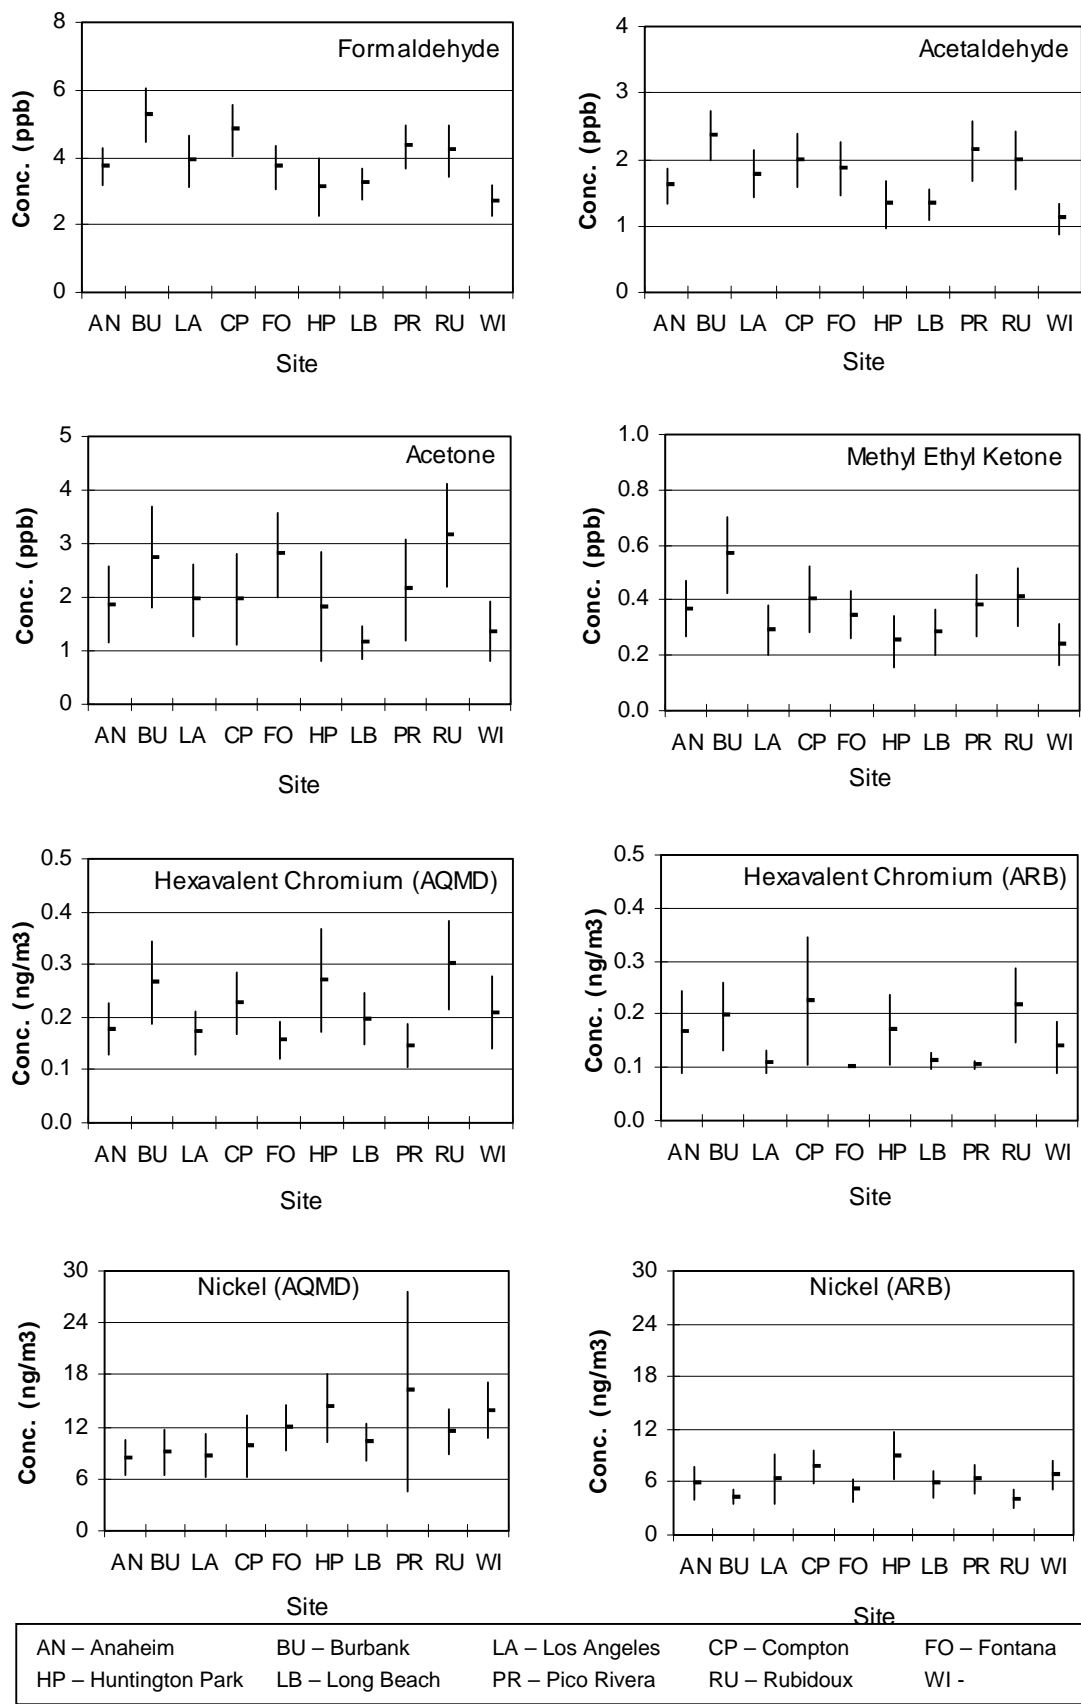 Formaldehyde
Conc. (ppb)
8
6
4
2
0
AN BU LA CP FO HP LB PR RU WI
Site
Acetaldehyde
Conc. (ppb)
4
3
2
1
0
AN BU LA CP FO HP LB PR RU WI
Site
Acetone
Conc. (ppb)
5
4
3
2
1
0
AN BU LA CP FO HP LB PR RU WI
Site
Methyl Ethyl Ketone
Conc. (ppb)
1.0
0.8
0.6
0.4
0.2
0.0
AN BU LA CP FO HP LB PR RU WI
Site
Hexavalent Chromium (AQMD)
Conc. (ng/m3)
0.5
0.4
0.3
0.2
0.1
0.0
AN BU LA CP FO HP LB PR RU WI
Site
Hexavalent Chromium (ARB)
Conc. (ng/m3)
0.5
0.4
0.3
0.2
0.1
0.0
AN BU LA CP FO HP LB PR RU WI
Site
Nickel (AQMD)
Conc. (ng/m3)
30
24
18
12
6
0
AN BU LA CP FO HP LB PR RU WI
Site
Nickel (ARB)
Conc. (ng/m3)
30
24
18
12
6
0
AN BU LA CP FO HP LB PR RU WI
Site
AN – Anaheim BU – Burbank LA – Los Angeles CP – Compton FO – Fontana
HP – Huntington Park LB – Long Beach PR – Pico Rivera RU – Rubidoux WI -